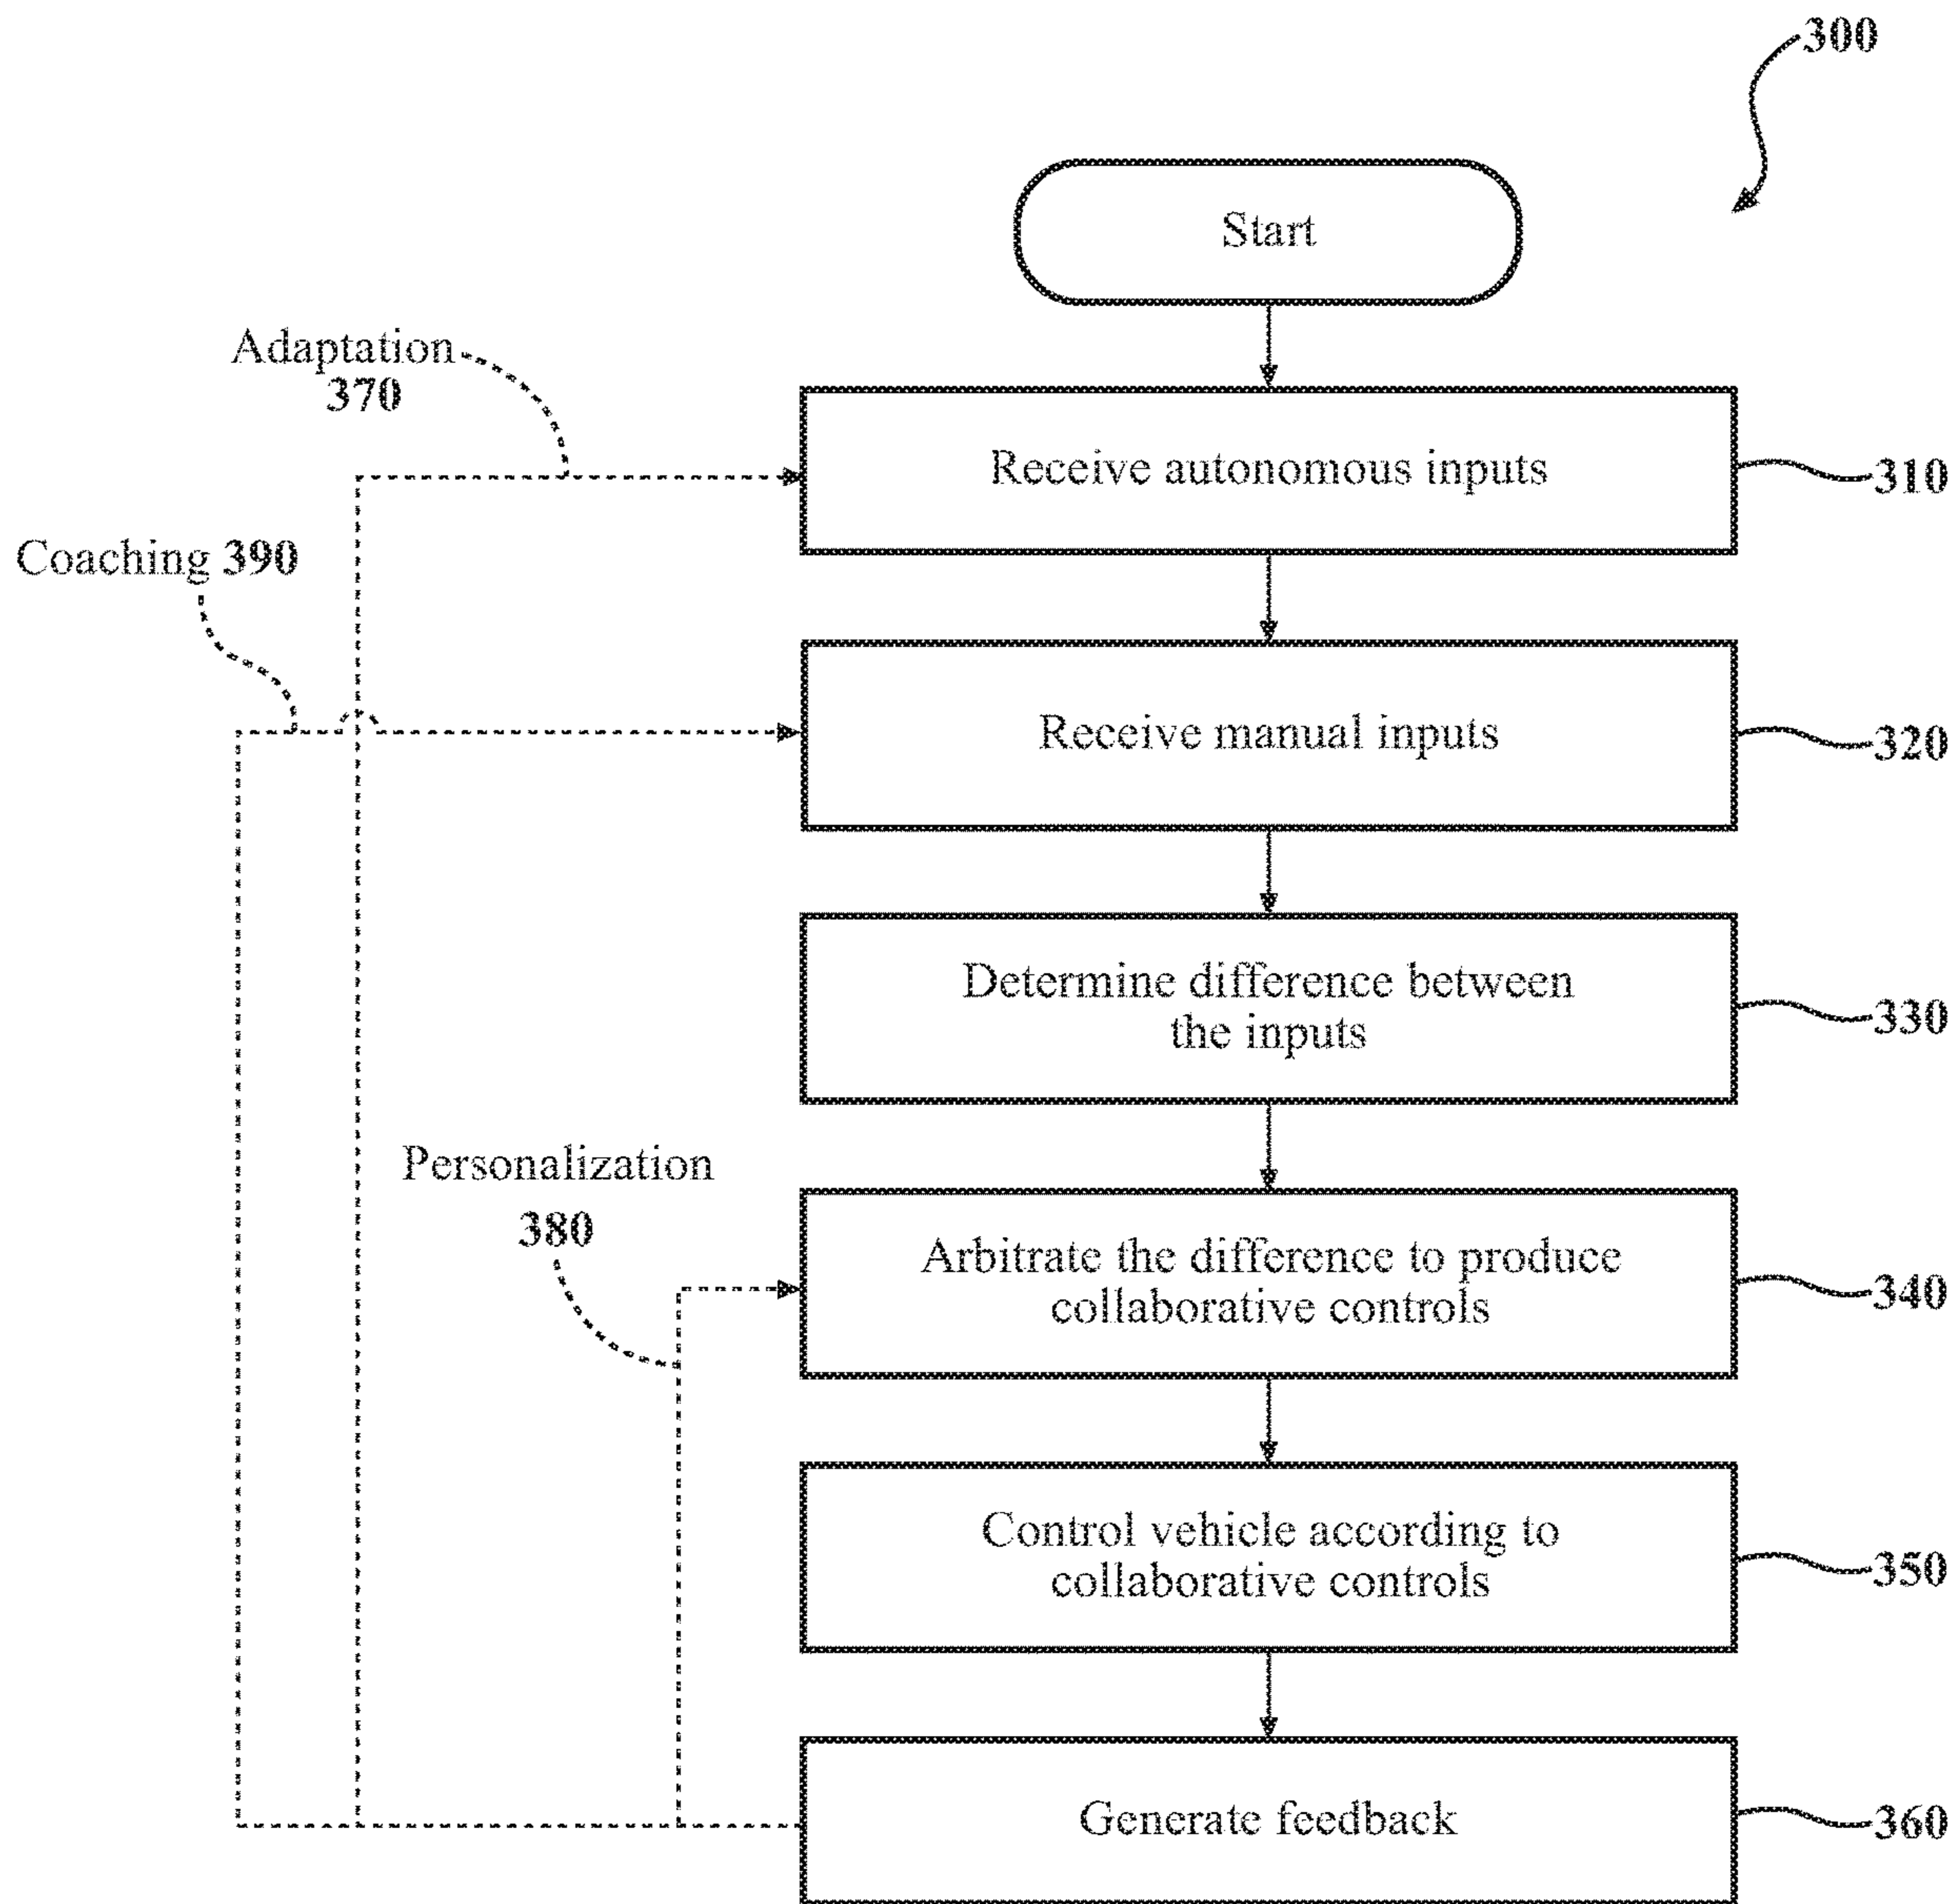 300
Start
Adaptation
370
Receive autonomous inputs
310
Coaching 390
Receive manual inputs
320
Determine difference between
the inputs
330
Personalization
380
Arbitrate the difference to produce
collaborative controls
340
Control vehicle according to
collaborative controls
350
Generate feedback
360